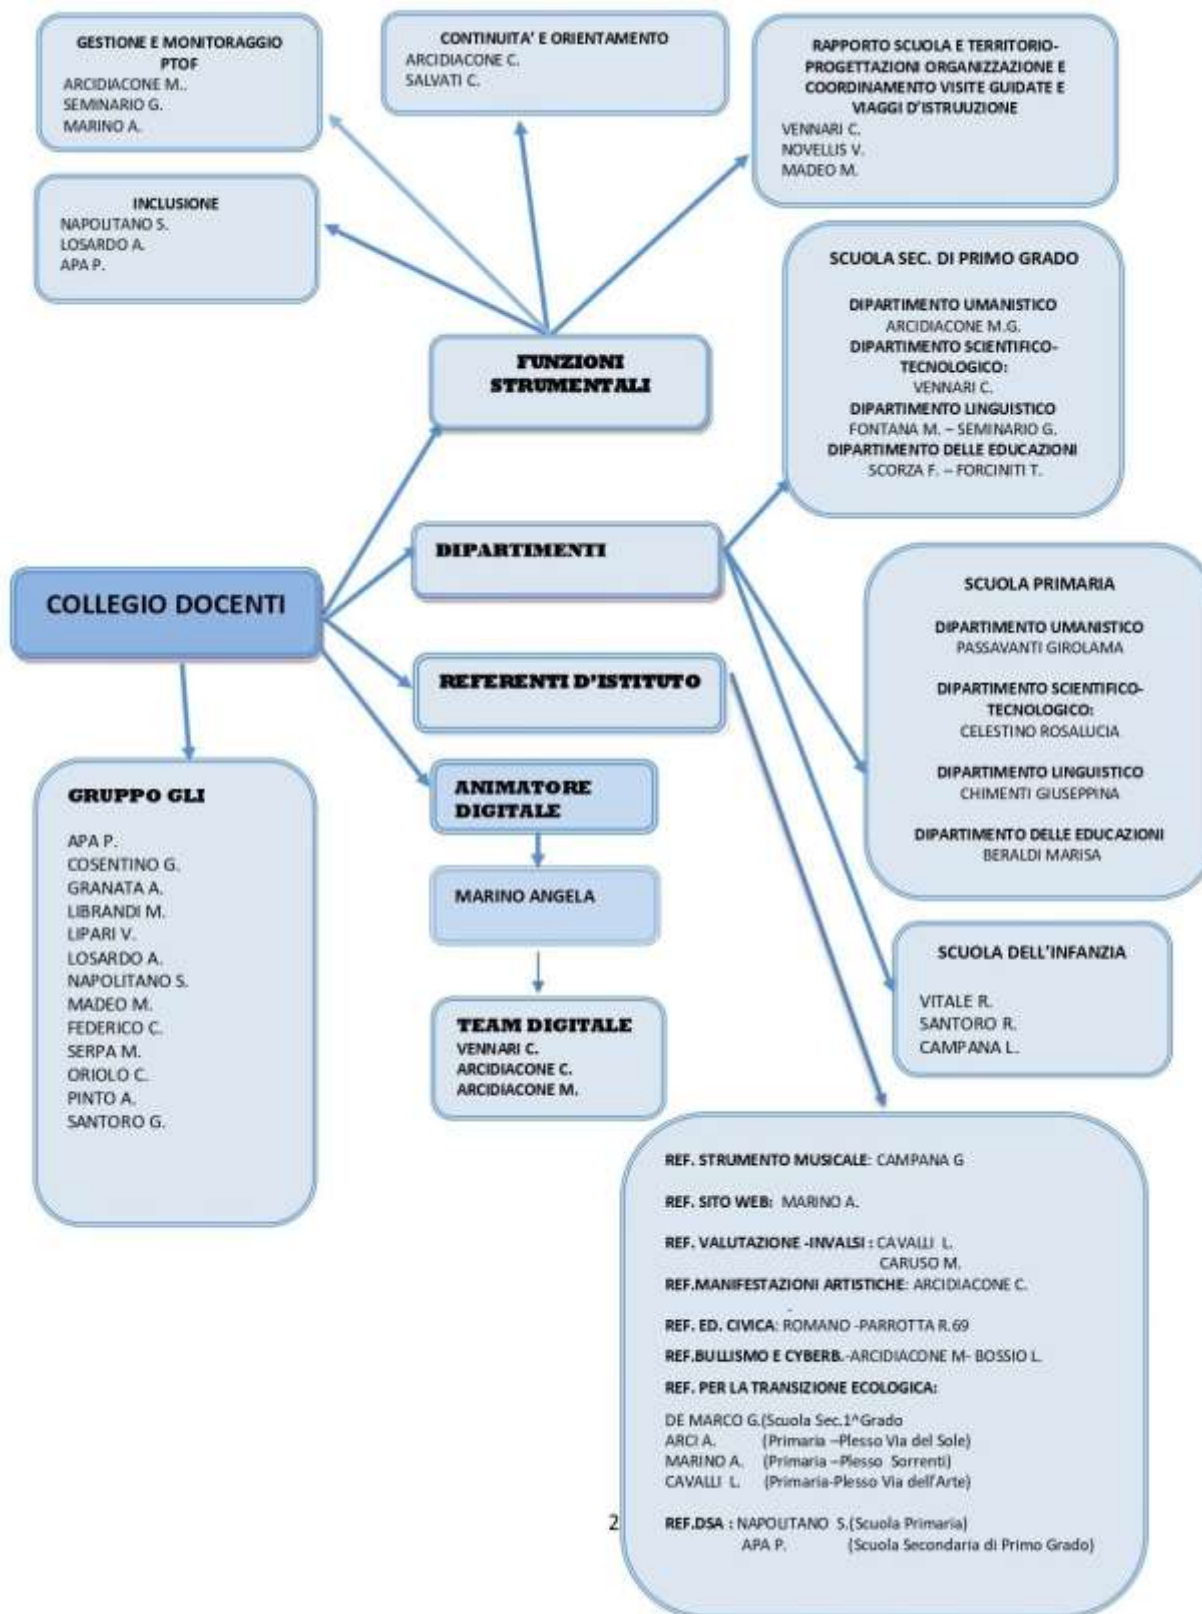 GESTIONE E MONITORAGGIO
PTOF
ARCIDIACONE M..
SEMINARIO G.
MARINO A.
CONTINUITA' E ORIENTAMENTO
ARCIDIACONE C.
SALVATI C.
RAPPORTO SCUOLA E TERRITORIO-
PROGETTAZIONI ORGANIZZAZIONE E
COORDINAMENTO VISITE GUIDATE E
VIAGGI D'ISTRUUZIONE
VENNARI C.
NOVELLIS V.
MADEO M.
INCLUSIONE
NAPOLITANO S.
LOSARDO A.
APA P.
FUNZIONI
STRUMENTALI
SCUOLA SEC. DI PRIMO GRADO
DIPARTIMENTO UMANISTICO
ARCIDIACONE M.G.
DIPARTIMENTO SCIENTIFICO-
TECNOLOGICO:
VENNARI C.
DIPARTIMENTO LINGUISTICO
FONTANA M. – SEMINARIO G.
DIPARTIMENTO DELLE EDUCAZIONI
SCORZA F. – FORCINITI T.
DIPARTIMENTI
COLLEGIO DOCENTI
SCUOLA PRIMARIA
DIPARTIMENTO UMANISTICO
PASSAVANTI GIROLAMA
DIPARTIMENTO SCIENTIFICO-
TECNOLOGICO:
CELESTINO ROSALUCIA
DIPARTIMENTO LINGUISTICO
CHIMENTI GIUSEPPINA
DIPARTIMENTO DELLE EDUCAZIONI
BERALDI MARISA
REFERENTI D'ISTITUTO
GRUPPO GLI
APA P.
COSENTINO G.
GRANATA A.
LIBRANDI M.
LIPARI V.
LOSARDO A.
NAPOLITANO S.
MADEO M.
FEDERICO C.
SERPA M.
ORIOLO C.
PINTO A.
SANTORO G.
ANIMATORE
DIGITALE
MARINO ANGELA
TEAM DIGITALE
VENNARI C.
ARCIDIACONE C.
ARCIDIACONE M.
SCUOLA DELL'INFANZIA
VITALE R.
SANTORO R.
CAMPANA L.
REF. STRUMENTO MUSICALE: CAMPANA G
REF. SITO WEB: MARINO A.
REF. VALUTAZIONE -INVALSI : CAVALLI L.
CARUSO M.
REF.MANIFESTAZIONI ARTISTICHE: ARCIDIACONE C.
REF. ED. CIVICA: ROMANO -PARROTTA R.69
REF.BULLISMO E CYBERB.-ARCIDIACONE M- BOSSIO L.
REF. PER LA TRANSIZIONE ECOLOGICA:
DE MARCO G.(Scuola Sec.1^Grado
ARCI A. (Primaria –Plesso Via del Sole)
MARINO A. (Primaria –Plesso Sorrenti)
CAVALLI L. (Primaria-Plesso Via dell'Arte)
REF.DSA : NAPOLITANO S.(Scuola Primaria)
APA P. (Scuola Secondaria di Primo Grado)
2